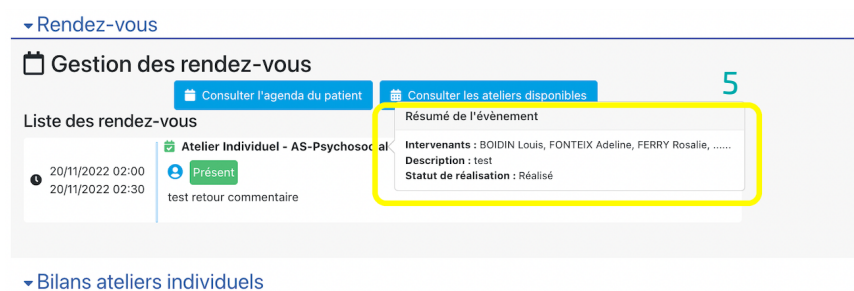 Rendez-vous
Gestion des rendez-vous
Consulter l'agenda du patient
Consulter les ateliers disponibles
5
Liste des rendez-vous
Résumé de l'évènement
20/11/2022 02:00
20/11/2022 02:30
Atelier Individuel - AS-Psychosocial
Présent
test retour commentaire
Intervenants : BOIDIN Louis, FONTEIX Adeline, FERRY Rosalie, ......
Description : test
Statut de réalisation : Réalisé
Bilans ateliers individuels